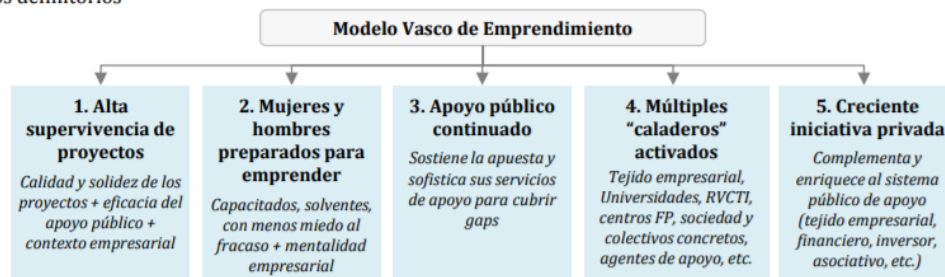 Modelo Vasco de Emprendimiento
1. Alta
supervivencia de
proyectos
Calidad y solidez de los
proyectos + eficacia del
apoyo público +
contexto empresarial
2. Mujeres y
hombres
preparados para
emprender
Capacitados, solventes,
con menos miedo al
fracaso + mentalidad
empresarial
3. Apoyo público
continuado
Sostiene la apuesta y
sofistica sus servicios
de apoyo para cubrir
gaps
4. Múltiples
“caladeros”
activados
Tejido empresarial,
Universidades, RVCTI,
centros FP, sociedad y
colectivos concretos,
agentes de apoyo, etc.
5. Creciente
iniciativa privada
Complementa y
enriquece al sistema
público de apoyo
(tejido empresarial,
financiero, inversor,
asociativo, etc.)